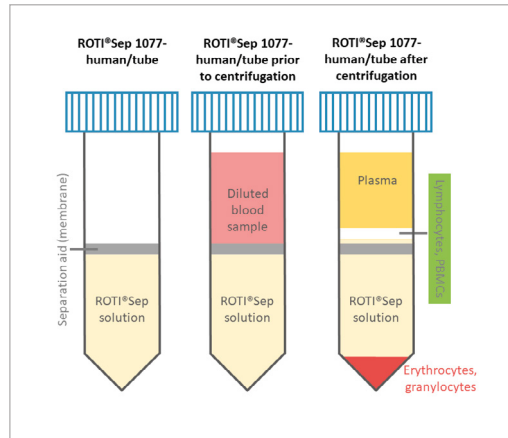 ROTI®Sep 1077-
human/tube
ROTI®Sep 1077-
human/tube prior
to centrifugation
ROTI®Sep 1077-
human/tube after
centrifugation
Separation aid (membrane)
Diluted
blood
sample
Plasma
Lymphocytes, PBMCs
ROTI®Sep
solution
ROTI®Sep
solution
ROTI®Sep
solution
Erythrocytes,
granylocytes